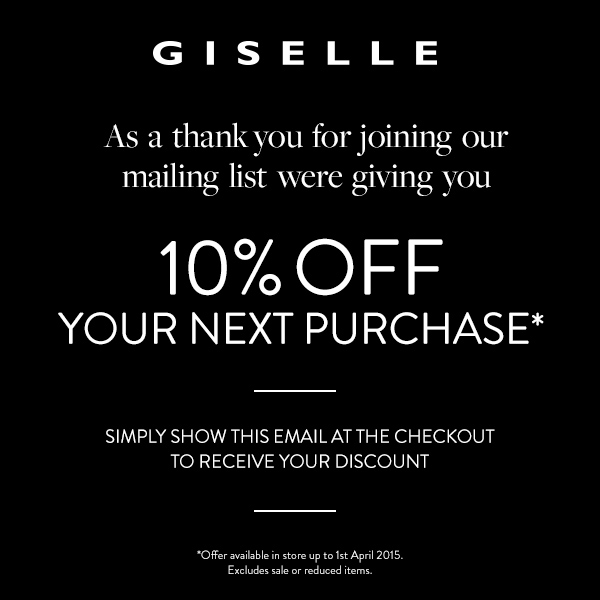 GISELLE
As a thank you for joining our
mailing list were giving you
10% OFF
YOUR NEXT PURCHASE*
SIMPLY SHOW THIS EMAIL AT THE CHECKOUT
TO RECEIVE YOUR DISCOUNT
*Offer available in store up to 1st April 2015.
Excludes sale or reduced items.